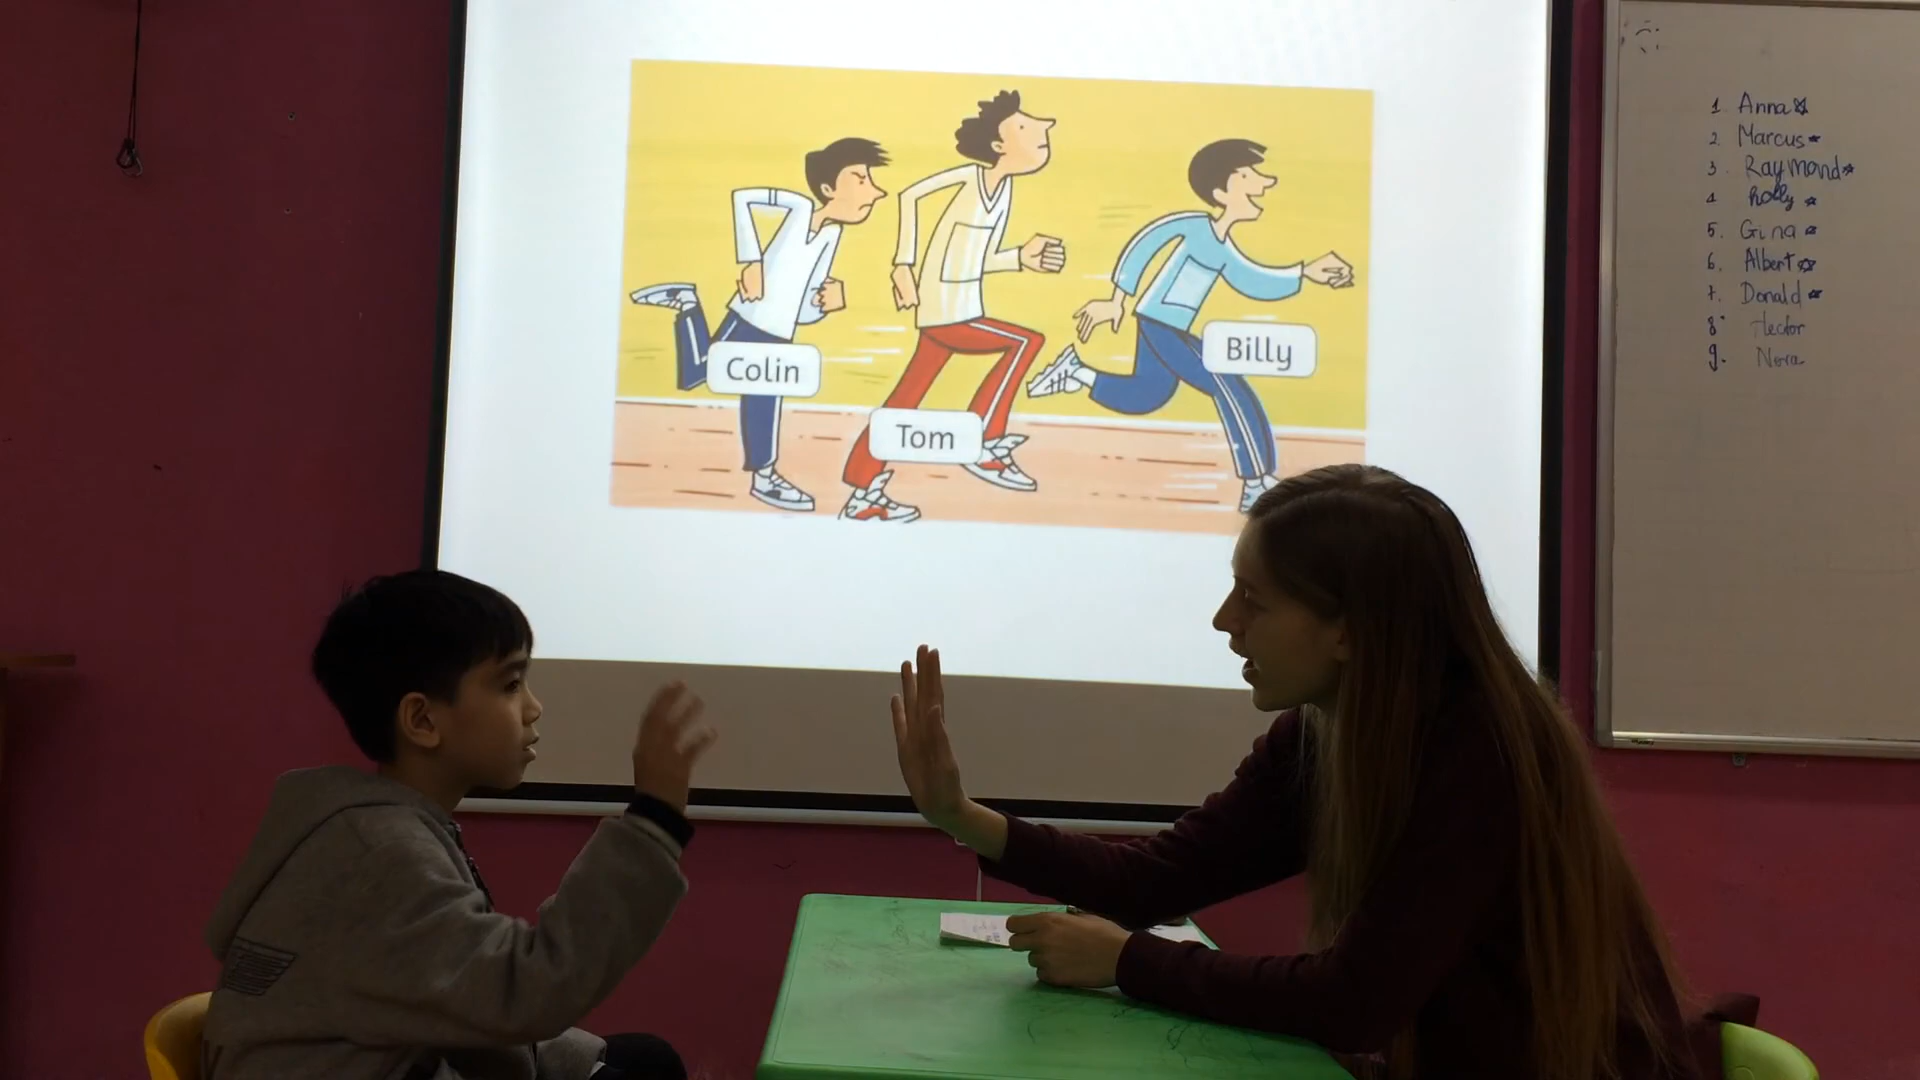 Colin
Tom
Billy
1. Anna
2. Marcus
3. Raymond
4
5. Gina
6. Albert
7. Donald
8. Hector
9. Nora